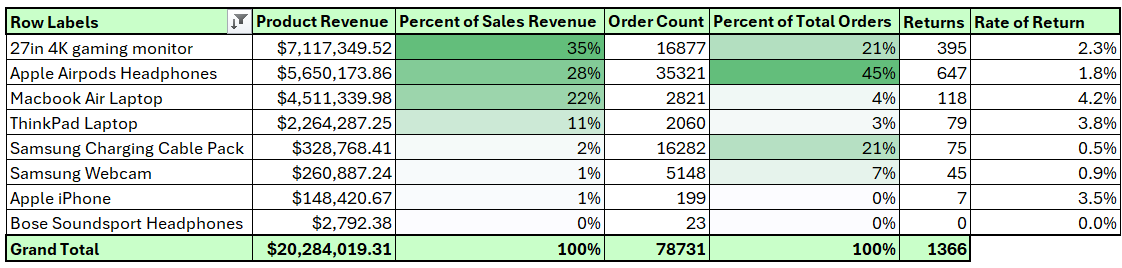 Row Labels Product Revenue Percent of Sales Revenue Order Count Percent of Total Orders Returns Rate of Return
27in 4K gaming monitor $7,117,349.52 35% 16877 21% 395 2.3%
Apple Airpods Headphones $5,650,173.86 28% 35321 45% 647 1.8%
Macbook Air Laptop $4,511,339.98 22% 2821 4% 118 4.2%
ThinkPad Laptop $2,264,287.25 11% 2060 3% 79 3.8%
Samsung Charging Cable Pack $328,768.41 2% 16282 21% 75 0.5%
Samsung Webcam $260,887.24 1% 5148 7% 45 0.9%
Apple iPhone $148,420.67 1% 199 0% 7 3.5%
Bose Soundsport Headphones $2,792.38 0% 23 0% 0 0.0%
Grand Total $20,284,019.31 100% 78731 100% 1366